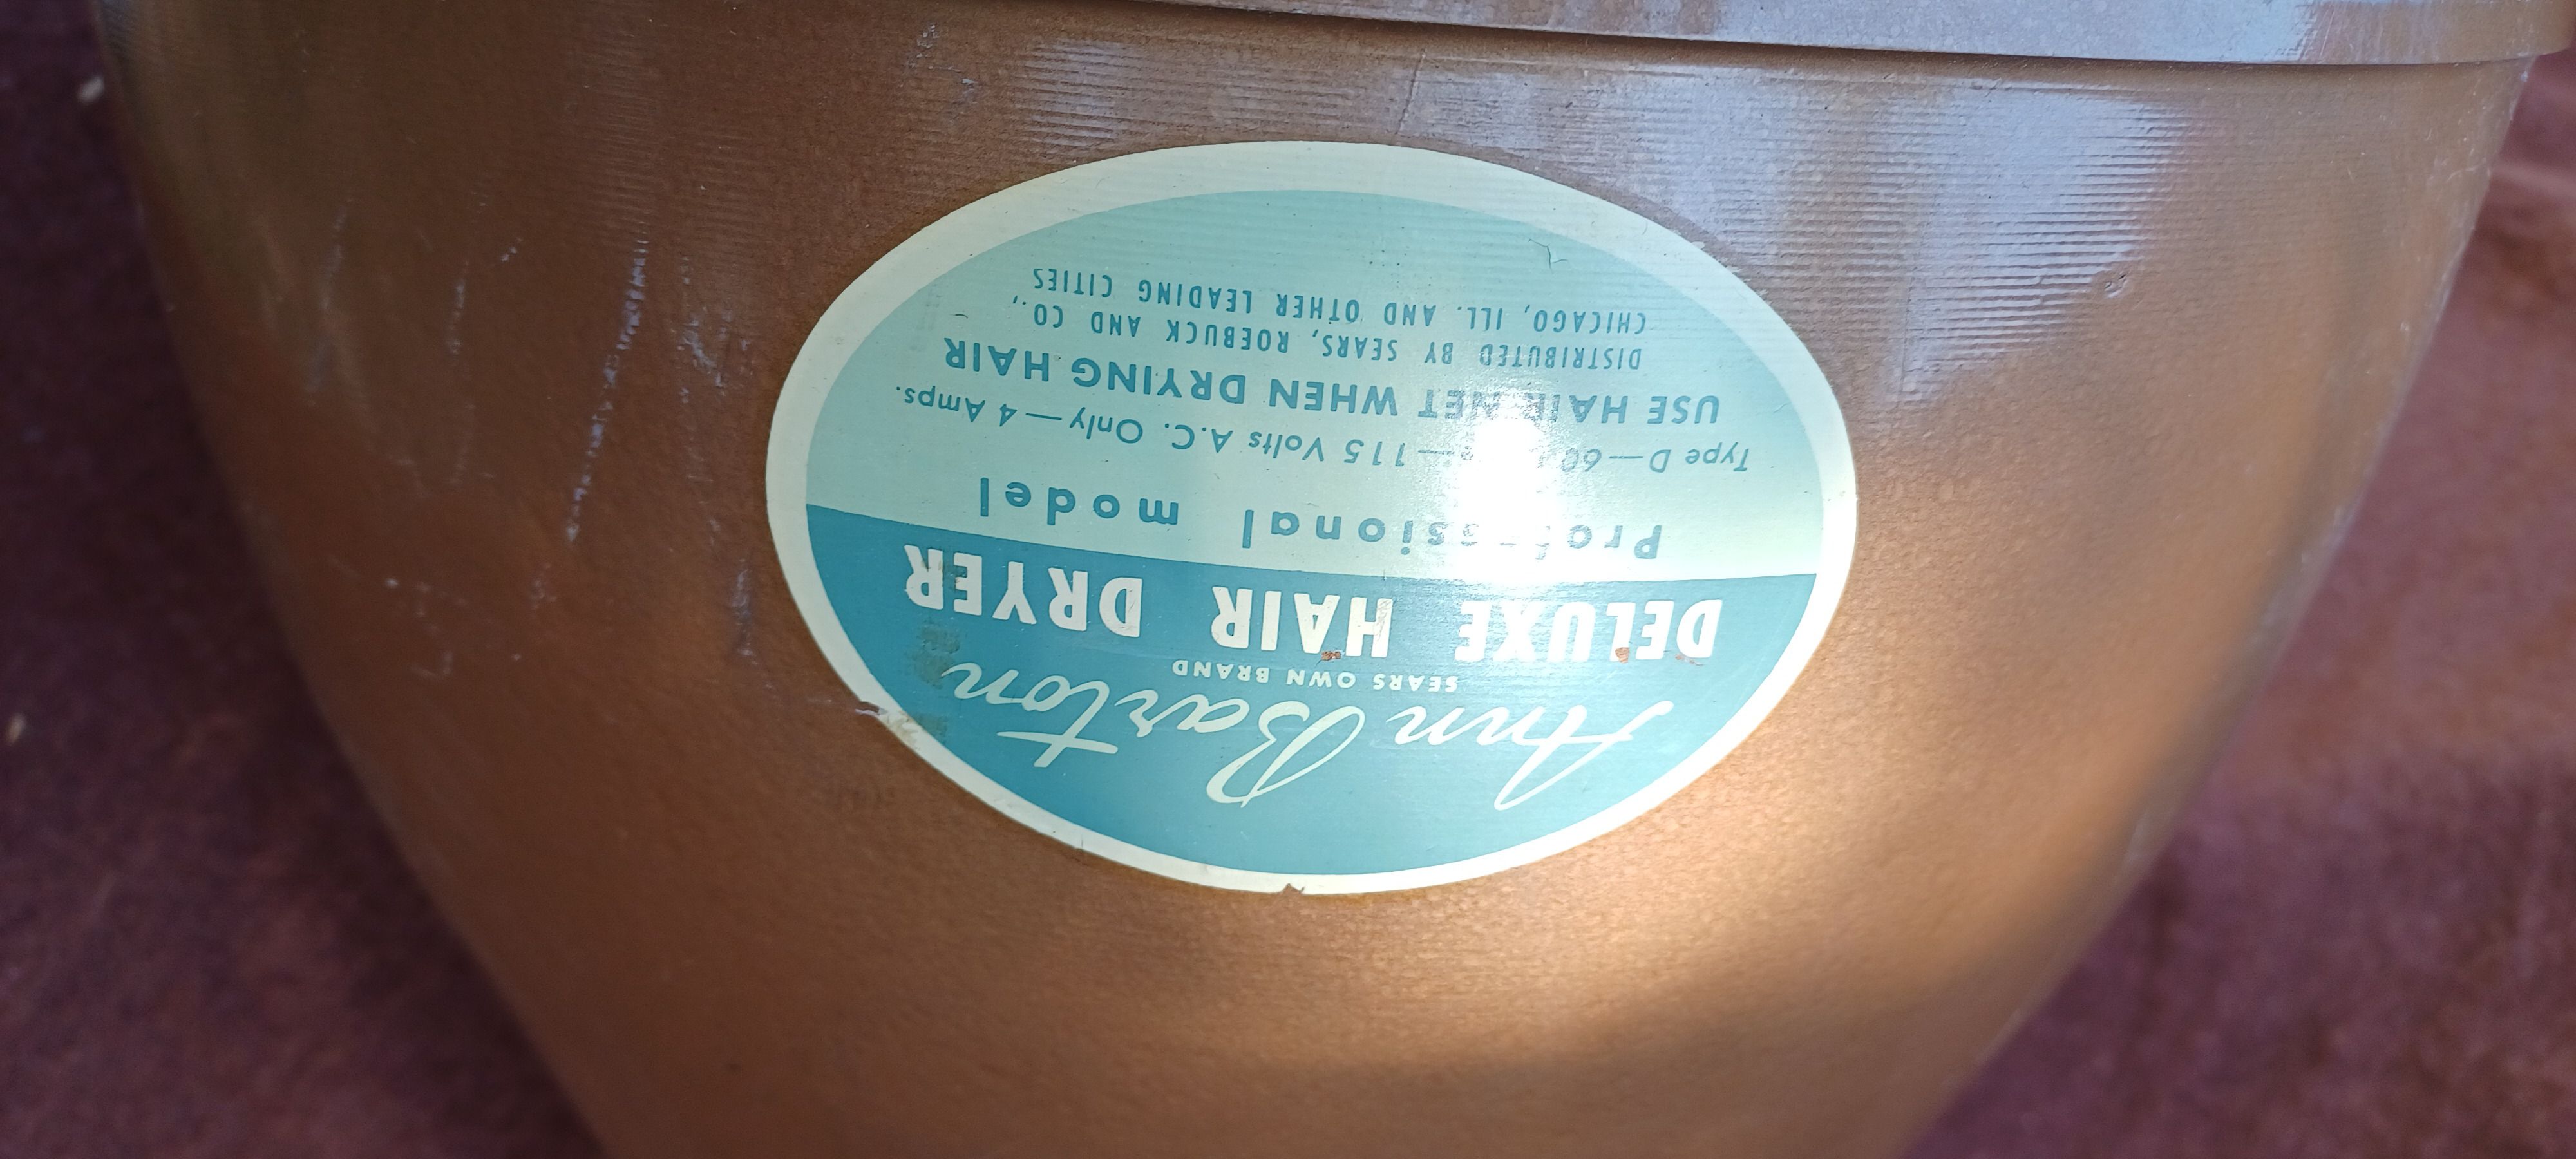 Ann Barton
SEARS OWN BRAND
DELUXE HAIR DRYER
model
Type D—60 —115 Volts A.C. Only—4 Amps.
USE HAIR NET WHEN DRYING HAIR
DISTRIBUTED BY SEARS, ROEBUCK AND CO.,
CHICAGO, ILL. AND OTHER LEADING CITIES